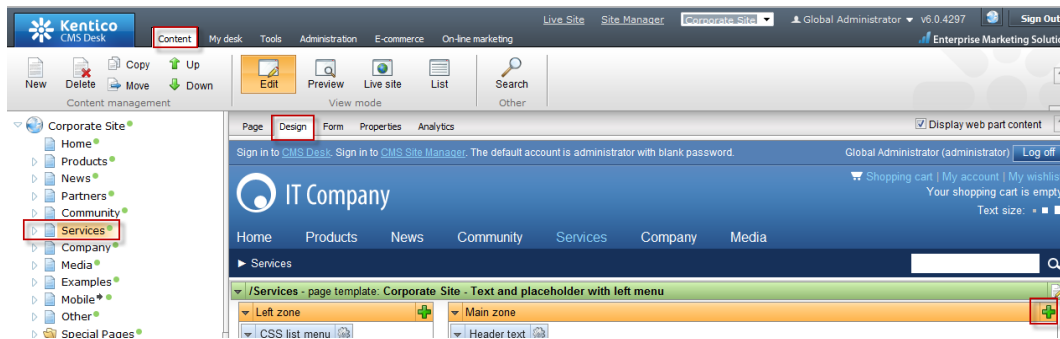 Kentico
CMS Desk
Live Site Site Manager Corporate Site Global Administrator v6.0.4297 Sign Out
Content My desk Tools Administration E-commerce On-line marketing
Enterprise Marketing Solutio
New Delete Copy Move Up Down
Content management
Edit Preview Live site List
View mode
Search
Other
Corporate Site
Home
Products
News
Partners
Community
Services
Company
Media
Examples
Mobile
Other
Special Pages
Page Design Form Properties Analytics
Display web part content
Sign in to CMS Desk. Sign in to CMS Site Manager. The default account is administrator with blank password.
Global Administrator (administrator) Log off
Shopping cart | My account | My wishlis
Your shopping cart is empty
Text size:
IT Company
Home Products News Community Services Company Media
Services
/Services - page template: Corporate Site - Text and placeholder with left menu
Left zone
Main zone
CSS list menu
Header text